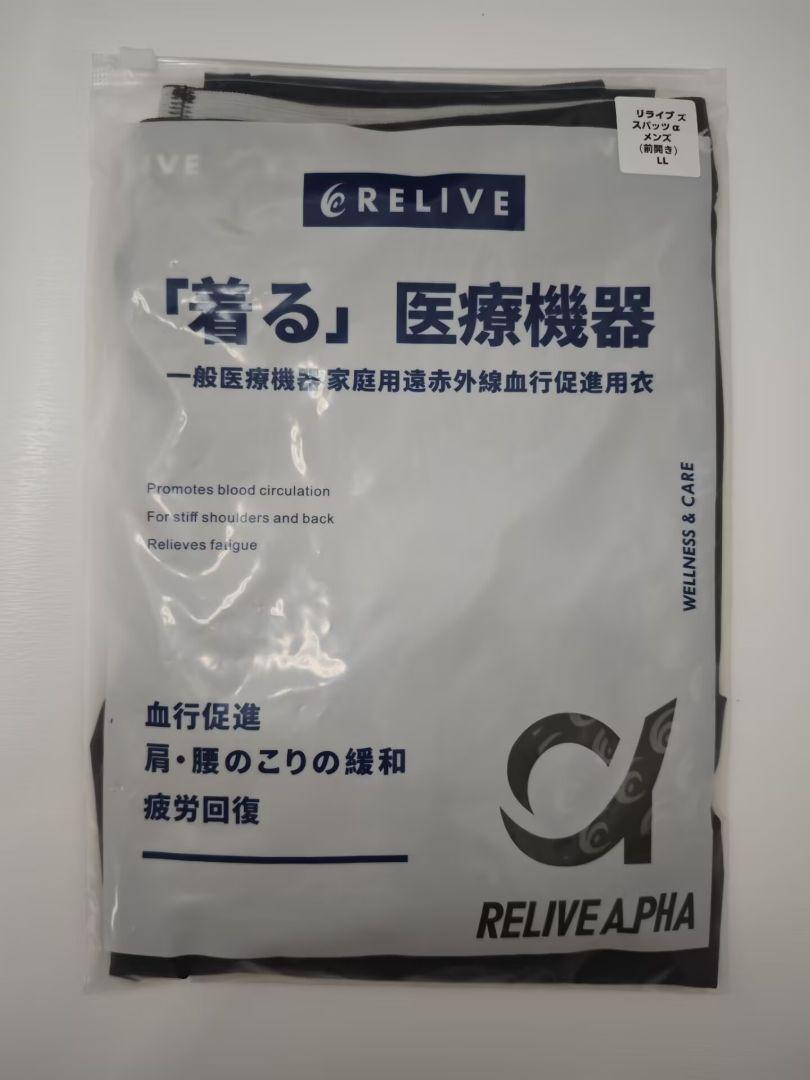 IVE
リライブ ズ
スパッツ α
メンズ
(前開き)
LL
RELIVE
「着る」医療機器
一般医療機器 家庭用遠赤外線血行促進用衣
Promotes blood circulation
For stiff shoulders and back
Relieves fatigue
WELLNESS & CARE
血行促進
肩・腰のこりの緩和
疲労回復
α
RELIVE ALPHA